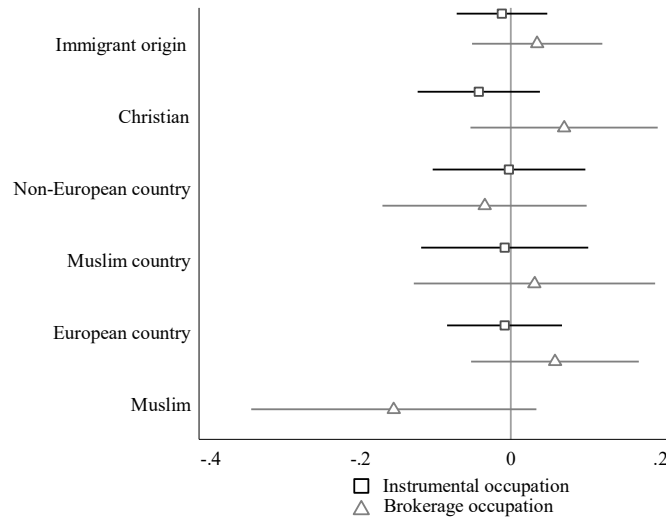 Immigrant origin
Christian
Non-European country
Muslim country
European country
Muslim
-.4 -.2 0 .2
Instrumental occupation
Brokerage occupation